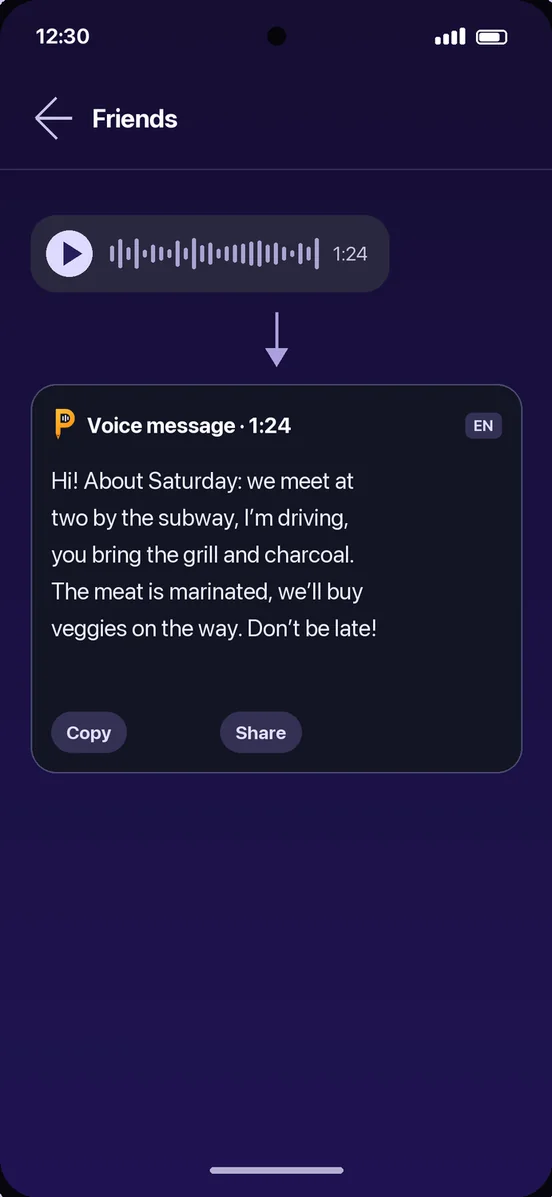 12:30
Friends
1:24
Voice message · 1:24
EN
Hi! About Saturday: we meet at
two by the subway, I’m driving,
you bring the grill and charcoal.
The meat is marinated, we’ll buy
veggies on the way. Don’t be late!
Copy
Share